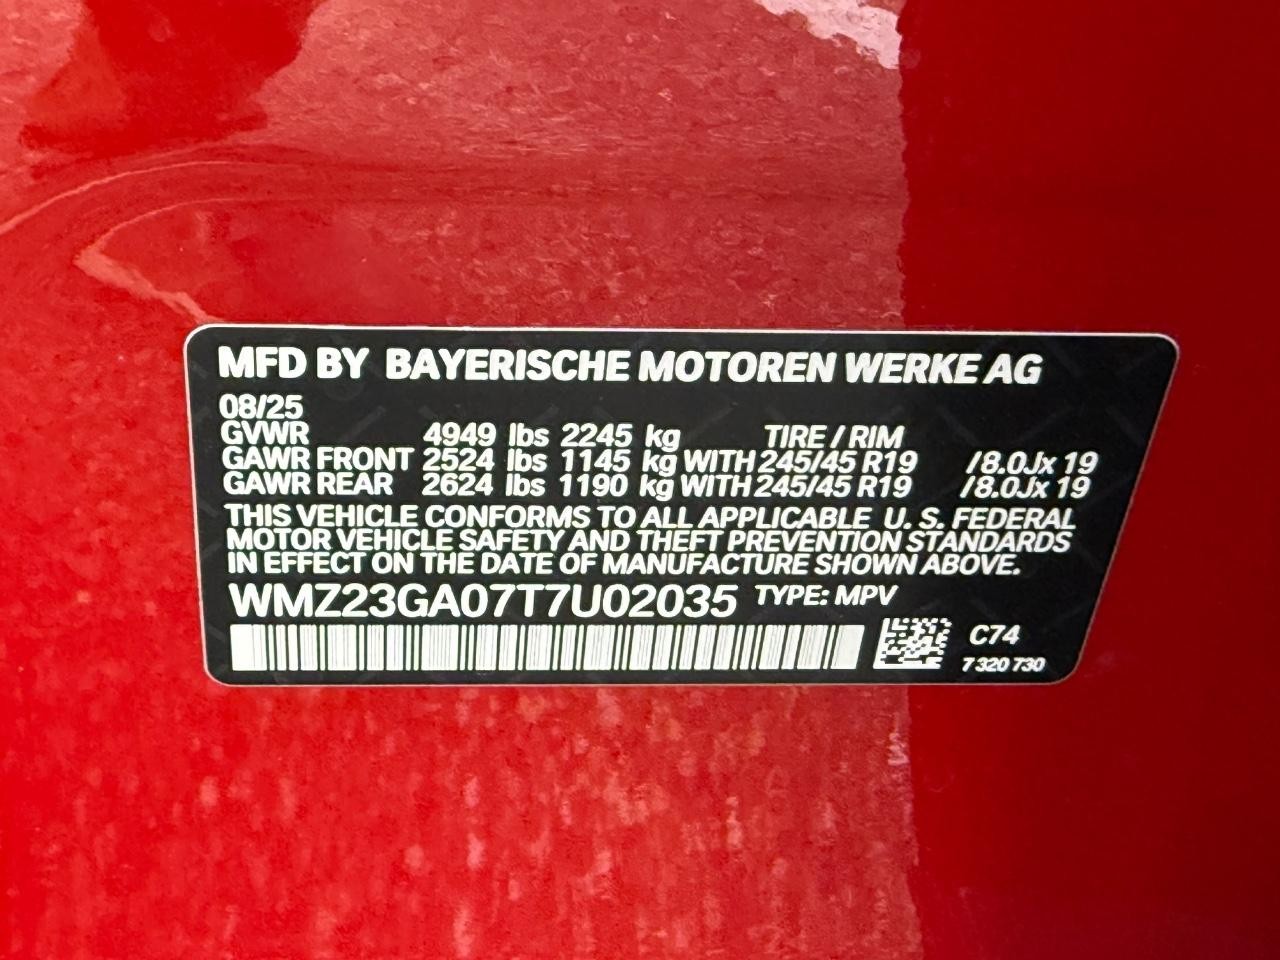 MFD BY BAYERISCHE MOTOREN WERKE AG
08/25
GVWR 4949 lbs 2245 kg TIRE / RIM
GAWR FRONT 2524 lbs 1145 kg WITH 245/45 R19 /8.0Jx 19
GAWR REAR 2624 lbs 1190 kg WITH 245/45 R19 /8.0Jx 19
THIS VEHICLE CONFORMS TO ALL APPLICABLE U. S. FEDERAL
MOTOR VEHICLE SAFETY AND THEFT PREVENTION STANDARDS
IN EFFECT ON THE DATE OF MANUFACTURE SHOWN ABOVE.
WMZ23GA07T7U02035 TYPE: MPV
C74
7 320 730